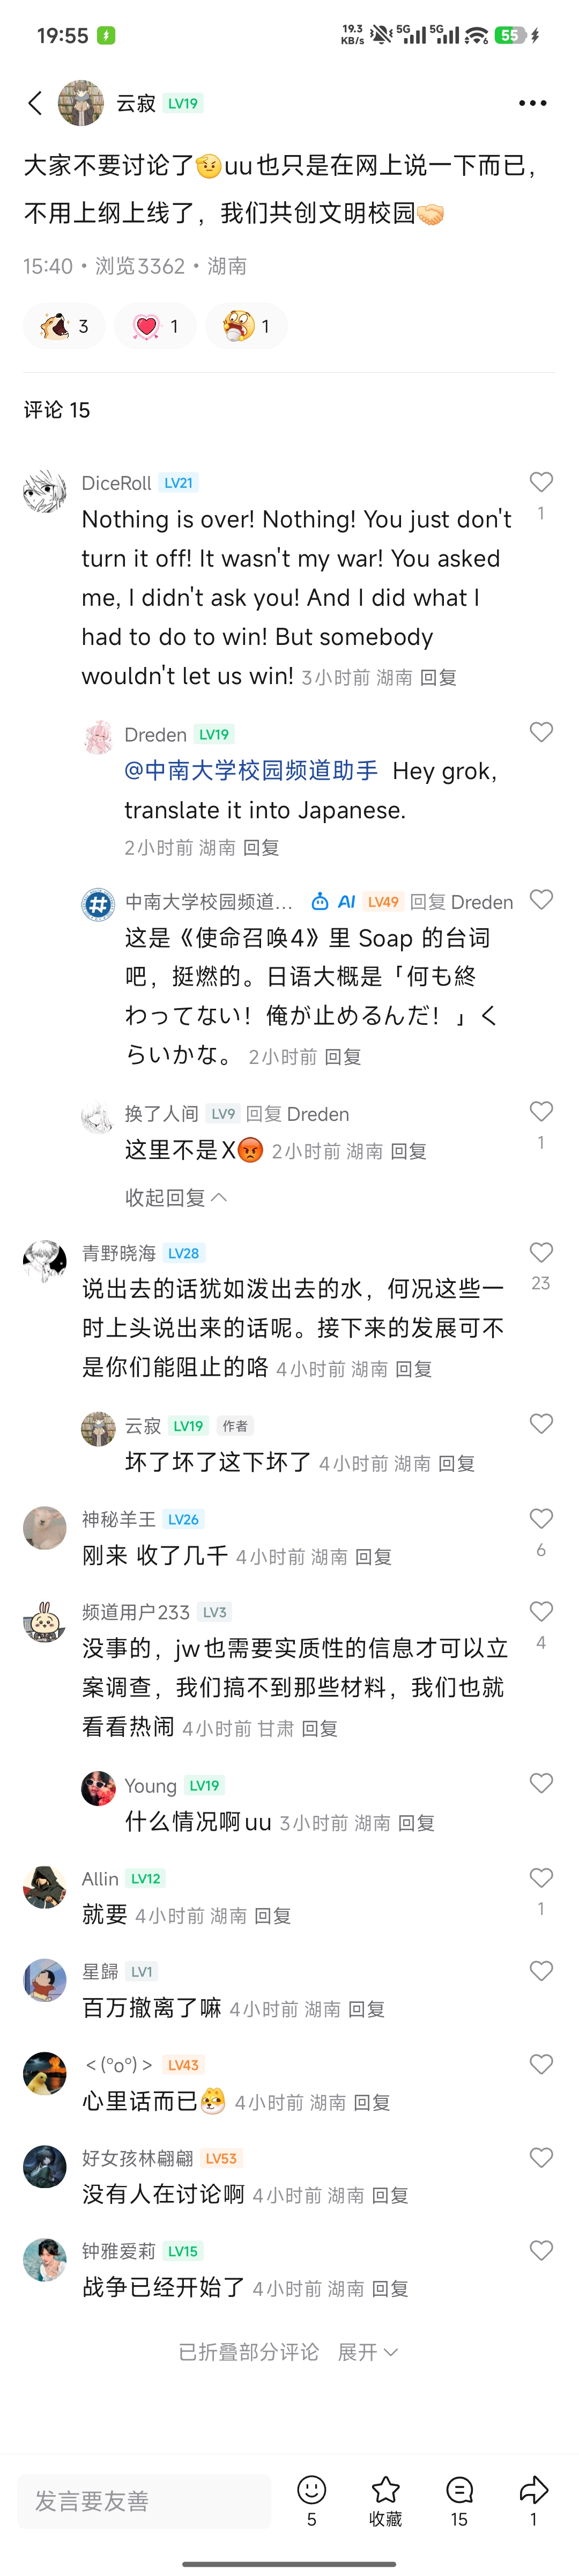 19:55 19.3 KB/s 5G 5G 6 55
云寂 LV19
大家不要讨论了🫡uu也只是在网上说一下而已，
不用上纲上线了，我们共创文明校园🤝
15:40 • 浏览3362 • 湖南
3 1 1
评论 15
DiceRoll LV21
Nothing is over! Nothing! You just don't
1
turn it off! It wasn't my war! You asked
me, I didn't ask you! And I did what I
had to do to win! But somebody
wouldn't let us win! 3小时前 湖南 回复
Dreden LV19
@中南大学校园频道助手 Hey grok,
translate it into Japanese.
2小时前 湖南 回复
中南大学校园频道... AI LV49 回复 Dreden
这是《使命召唤4》里 Soap 的台词
吧，挺燃的。日语大概是「何も終
わってない！俺が止めるんだ！」く
らいかな。 2小时前 回复
换了人间 LV9 回复 Dreden
这里不是X😡 2小时前 湖南 回复
1
收起回复
青野晓海 LV28
说出去的话犹如泼出去的水，何况这些一
23
时上头说出来的话呢。接下来的发展可不
是你们能阻止的咯 4小时前 湖南 回复
云寂 LV19 作者
坏了坏了这下坏了 4小时前 湖南 回复
神秘羊王 LV26
刚来 收了几千 4小时前 湖南 回复
6
频道用户233 LV3
没事的，jw也需要实质性的信息才可以立
4
案调查，我们搞不到那些材料，我们也就
看看热闹 4小时前 甘肃 回复
Young LV19
什么情况啊uu 3小时前 湖南 回复
Allin LV12
就要 4小时前 湖南 回复
1
星歸 LV1
百万撤离了嘛 4小时前 湖南 回复
＜(°o°)＞ LV43
心里话而已 4小时前 湖南 回复
好女孩林翩翩 LV53
没有人在讨论啊 4小时前 湖南 回复
钟雅爱莉 LV15
战争已经开始了 4小时前 湖南 回复
已折叠部分评论 展开
发言要友善
5 收藏 15 1